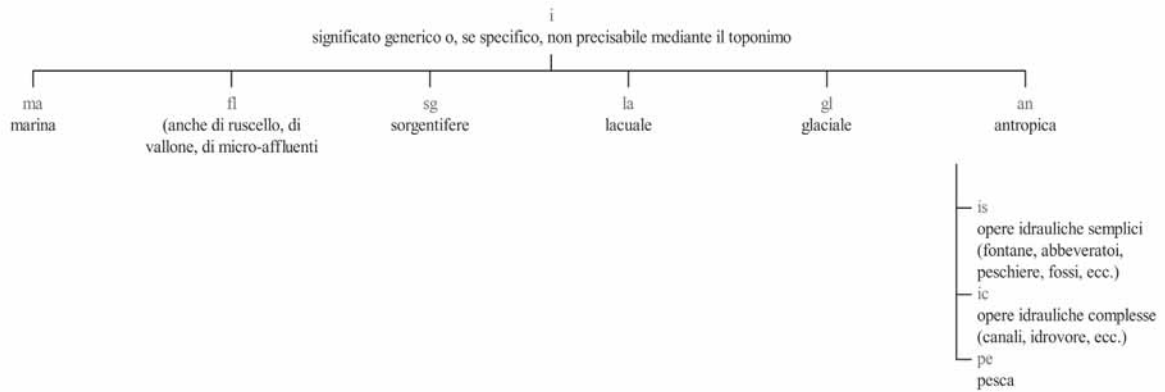 i
significato generico o, se specifico, non precisabile mediante il toponimo
ma
marina
fl
(anche di ruscello, di
vallone, di micro-affluenti
sg
sorgentifere
la
lacuale
gl
glaciale
an
antropica
is
opere idrauliche semplici
(fontane, abbeveratoi,
peschiere, fossi, ecc.)
ic
opere idrauliche complesse
(canali, idrovore, ecc.)
pe
pesca